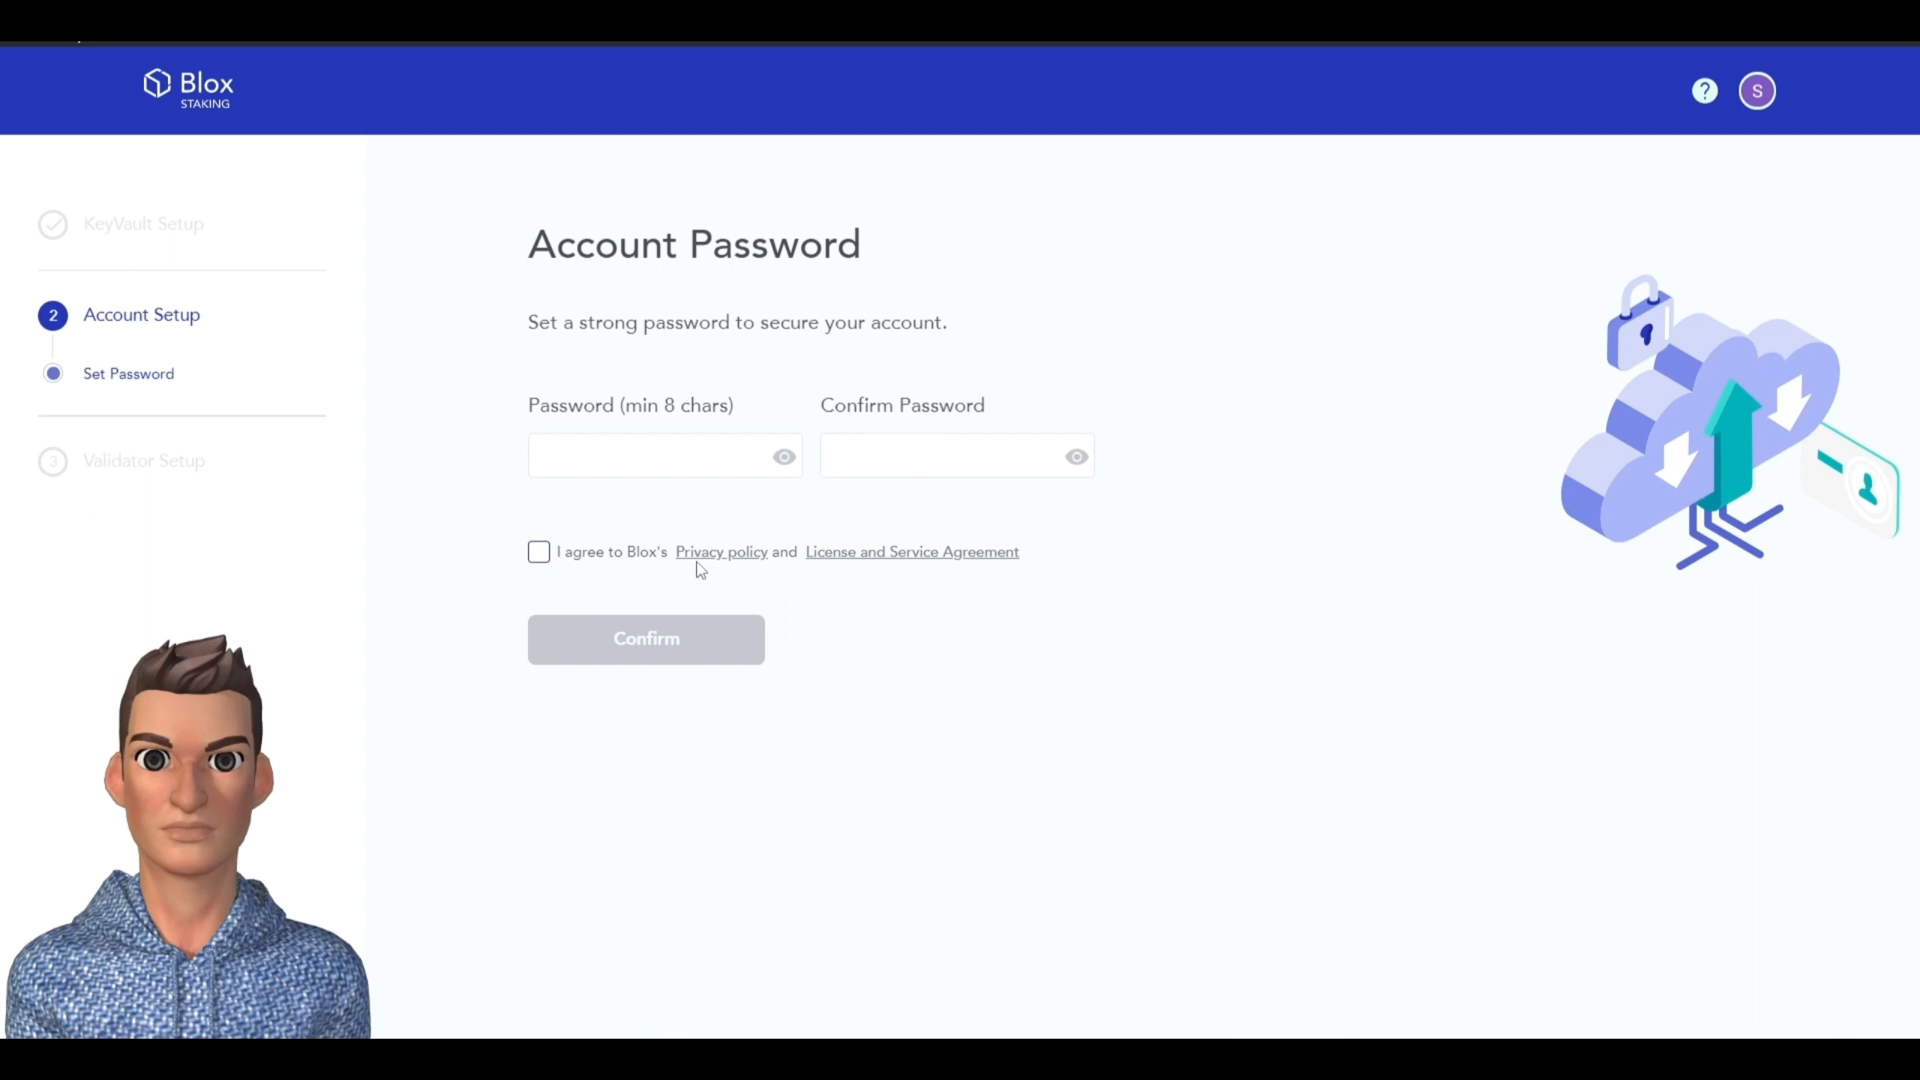 Blox
STAKING
?
S
KeyVault Setup
2 Account Setup
Set Password
3 Validator Setup
Account Password
Set a strong password to secure your account.
Password (min 8 chars) Confirm Password
I agree to Blox's Privacy policy and License and Service Agreement
Confirm